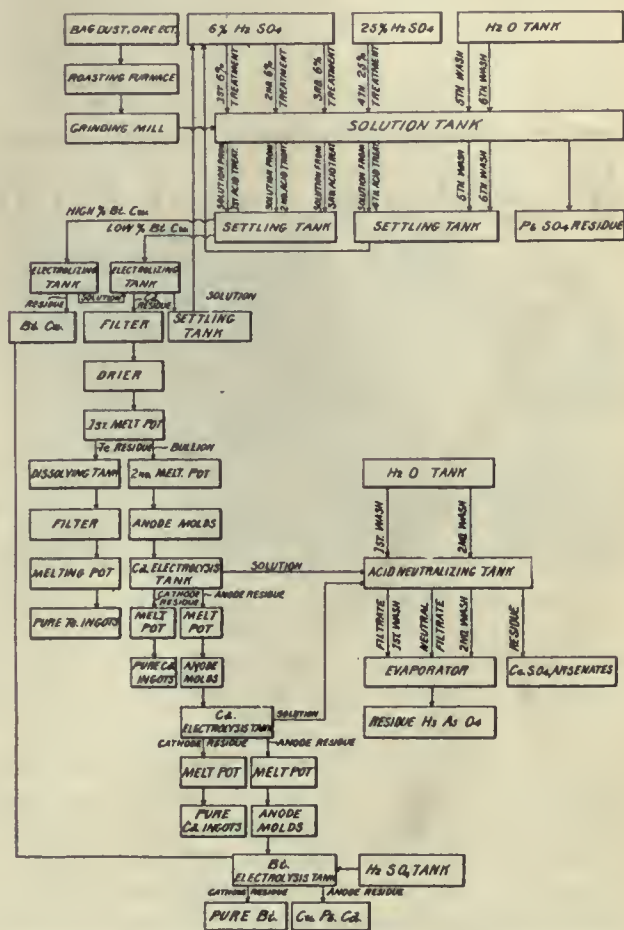 BAG DUST, ORE ECT.
6% H2 SO4
25% H2 SO4
H2 O TANK
ROASTING FURNACE
1ST 6% TREATMENT
2ND 6% TREATMENT
3RD 6% TREATMENT
4TH 25% TREATMENT
5TH WASH
6TH WASH
GRINDING MILL
SOLUTION TANK
SOLUTION FROM
1ST ACID TREAT.
SOLUTION FROM
2ND ACID TREAT
SOLUTION FROM
3RD ACID TREAT.
SOLUTION FROM
4TH ACID TREAT.
5TH WASH
6TH WASH
HIGH % Bi. Cu.
LOW % Bi Cu.
SETTLING TANK
SETTLING TANK
Pb SO4 RESIDUE
ELECTROLIZING
TANK
ELECTROLIZING
TANK
RESIDUE
SOLUTION
Cd
RESIDUE
SOLUTION
Bi. Cu.
FILTER
SETTLING
TANK
DRIER
1ST. MELT POT
Te RESIDUE
BULLION
DISSOLVING TANK
2ND. MELT. POT
H2 O TANK
1ST. WASH
2ND. WASH
FILTER
ANODE MOLDS
MELTING POT
Cd. ELECTROLYSIS
TANK
SOLUTION
ACID NEUTRALIZING TANK
CATHODE
RESIDUE
ANODE RESIDUE
PURE Te. INGOTS
MELT
POT
MELT
POT
FILTRATE
1ST. WASH
NEUTRAL
FILTRATE
2ND. WASH
RESIDUE
PURE Cd
INGOTS
ANODE
MOLDS
EVAPORATOR
Ca. SO4, ARSENATES
Cd.
ELECTROLYSIS TANK
SOLUTION
RESIDUE H3 As O4
CATHODE RESIDUE
ANODE RESIDUE
MELT POT
MELT POT
PURE
Cd INGOTS
ANODE
MOLDS
Bi.
ELECTROLYSIS TANK
H2 SO4 TANK
CATHODE RESIDUE
ANODE RESIDUE
PURE Bi.
Cu. Pb. Cd.